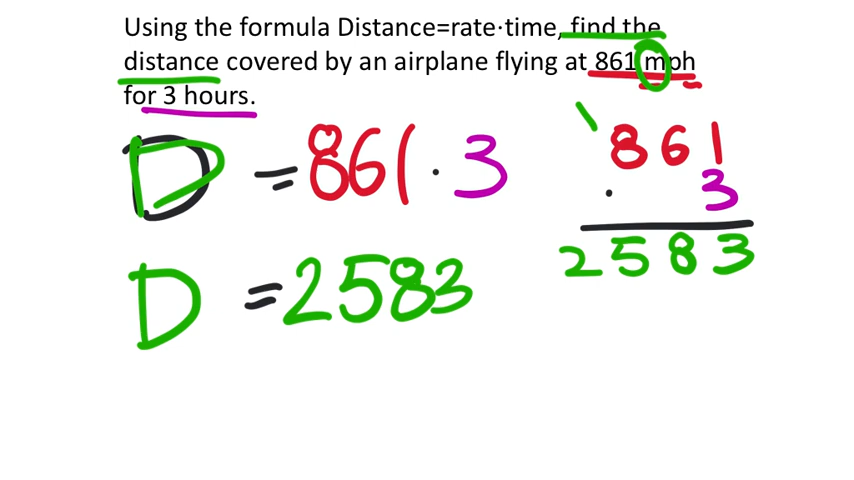 Using the formula Distance=rate·time, find the
distance covered by an airplane flying at 861 mph
for 3 hours.
D = 861 · 3
D = 2583
861
· 3
2583